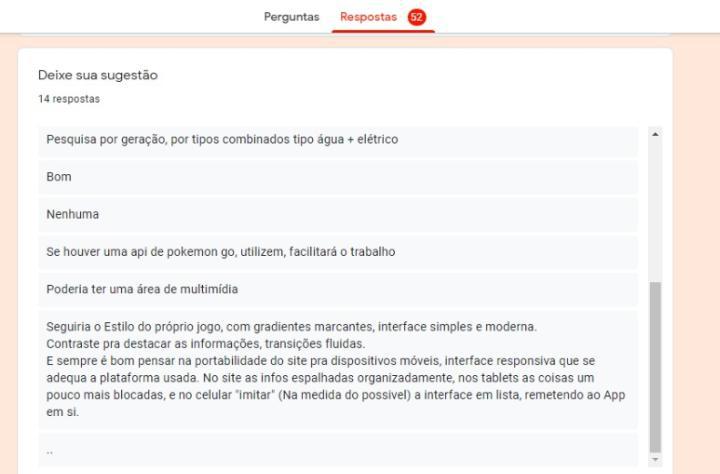 Perguntas Respostas 52
Deixe sua sugestão
14 respostas
Pesquisa por geração, por tipos combinados tipo água + elétrico
Bom
Nenhuma
Se houver uma api de pokemon go, utilizem, facilitará o trabalho
Poderia ter uma área de multimídia
Seguiria o Estilo do próprio jogo, com gradientes marcantes, interface simples e moderna.
Contraste pra destacar as informações, transições fluidas.
E sempre é bom pensar na portabilidade do site pra dispositivos móveis, interface responsiva que se
adequa a plataforma usada. No site as infos espalhadas organizadamente, nos tablets as coisas um
pouco mais blocadas, e no celular "imitar" (Na medida do possivel) a interface em lista, remetendo ao App
em si.
..